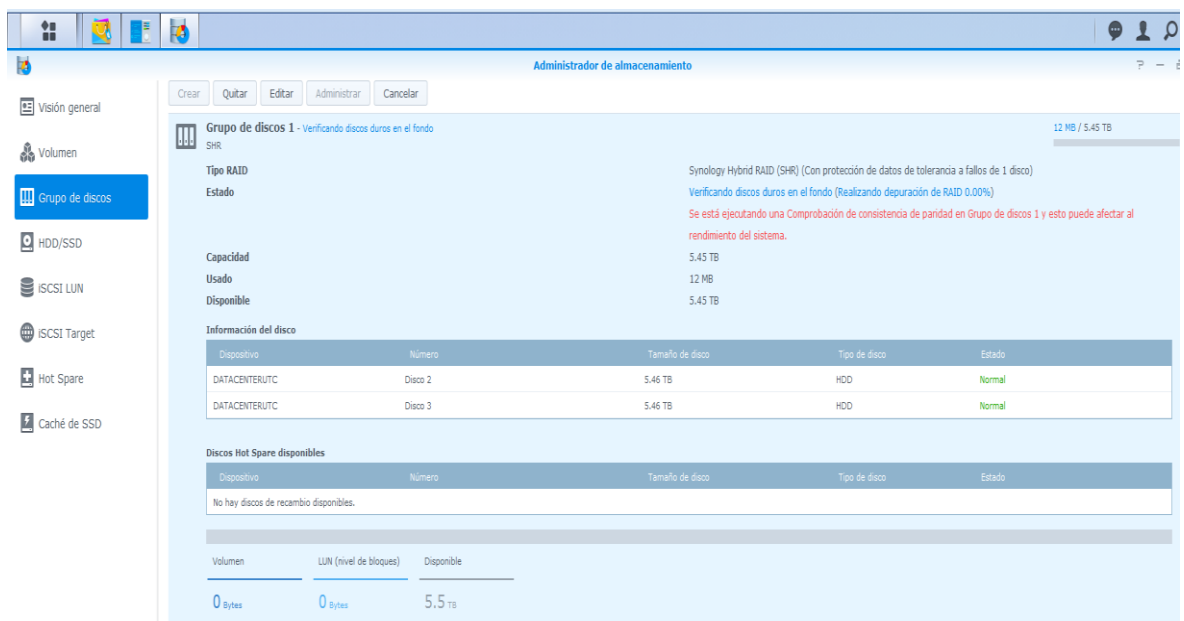 Administrador de almacenamiento
? –
Visión general
Volumen
Grupo de discos
HDD/SSD
iSCSI LUN
iSCSI Target
Hot Spare
Caché de SSD
Crear Quitar Editar Administrar Cancelar
Grupo de discos 1 - Verificando discos duros en el fondo 12 MB / 5.45 TB
SHR
Tipo RAID Synology Hybrid RAID (SHR) (Con protección de datos de tolerancia a fallos de 1 disco)
Estado Verificando discos duros en el fondo (Realizando depuración de RAID 0.00%)
Se está ejecutando una Comprobación de consistencia de paridad en Grupo de discos 1 y esto puede afectar al
rendimiento del sistema.
Capacidad 5.45 TB
Usado 12 MB
Disponible 5.45 TB
Información del disco
Dispositivo Número Tamaño de disco Tipo de disco Estado
DATACENTERUTC Disco 2 5.46 TB HDD Normal
DATACENTERUTC Disco 3 5.46 TB HDD Normal
Discos Hot Spare disponibles
Dispositivo Número Tamaño de disco Tipo de disco Estado
No hay discos de recambio disponibles.
Volumen LUN (nivel de bloques) Disponible
0 Bytes 0 Bytes 5.5 TB